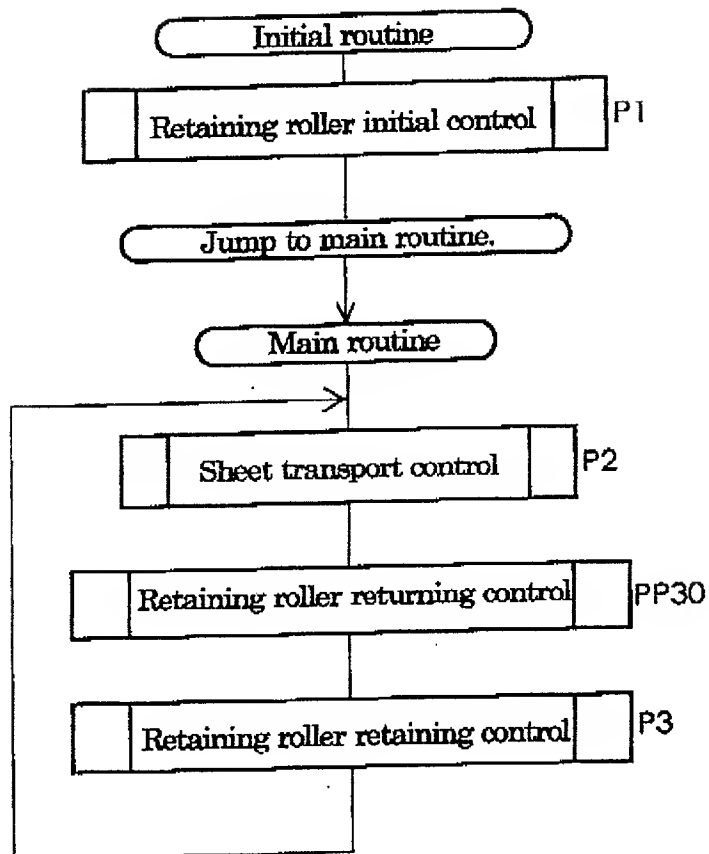 Initial routine
Retaining roller initial control
P1
Jump to main routine.
Main routine
Sheet transport control
P2
Retaining roller returning control
PP30
Retaining roller retaining control
P3